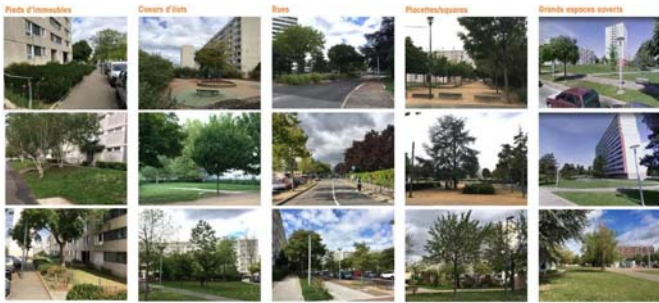 Pieds d'immeubles
Coeurs d'îlots
Rues
Placettes/squares
Grands espaces ouverts